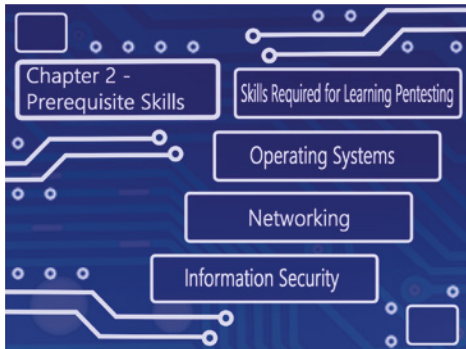 Chapter 2 -
Prerequisite Skills
Skills Required for Learning Pentesting
Operating Systems
Networking
Information Security